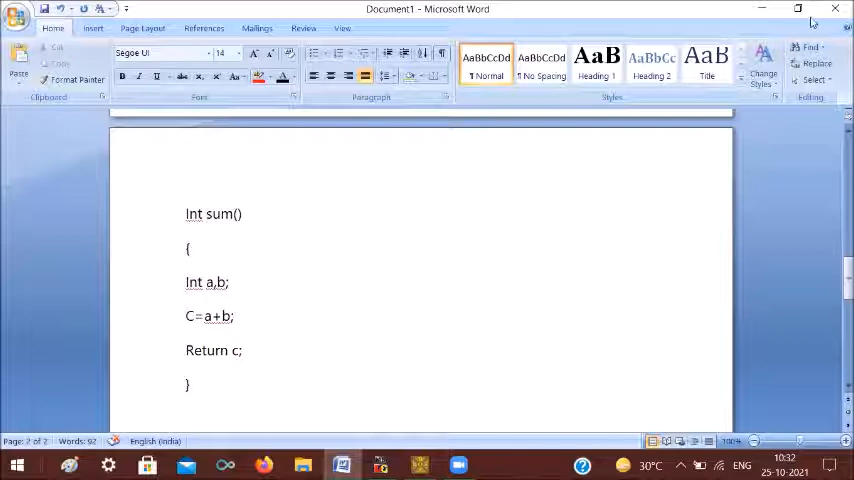 Document1 - Microsoft Word
Home Insert Page Layout References Mailings Review View
Paste
Cut
Copy
Format Painter
Clipboard
Segoe UI 14
Font
Paragraph
AaBbCcDd AaBbCcDd AaBbC AaBbCc AaB
¶ Normal ¶ No Spacing Heading 1 Heading 2 Title
Change
Styles
Styles
Find
Replace
Select
Editing
Int sum()
{
Int a,b;
C=a+b;
Return c;
}
Page: 2 of 2 Words: 92 English (India) 100%
30°C ENG 10:32
25-10-2021